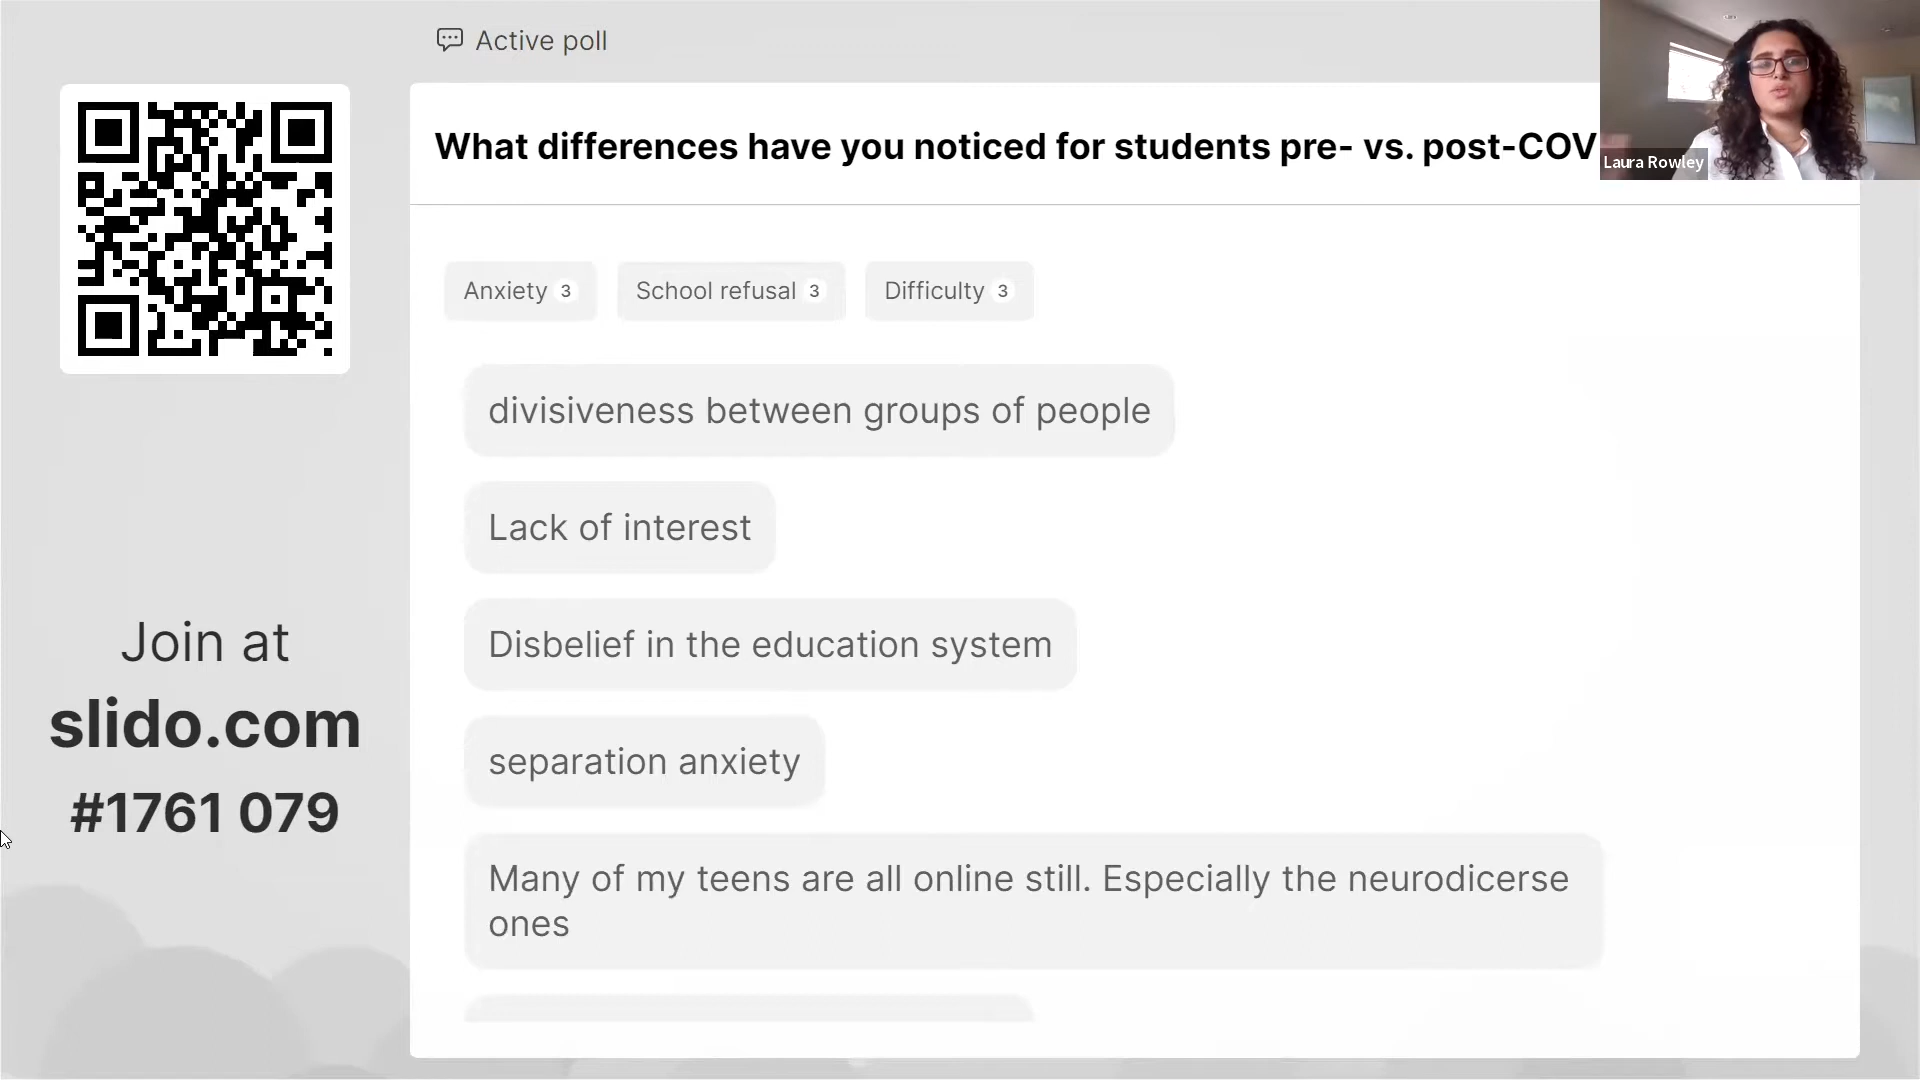 Active poll
What differences have you noticed for students pre- vs. post-COV
Laura Rowley
Anxiety 3
School refusal 3
Difficulty 3
divisiveness between groups of people
Lack of interest
Disbelief in the education system
separation anxiety
Many of my teens are all online still. Especially the neurodicerse
ones
Join at
slido.com
#1761 079